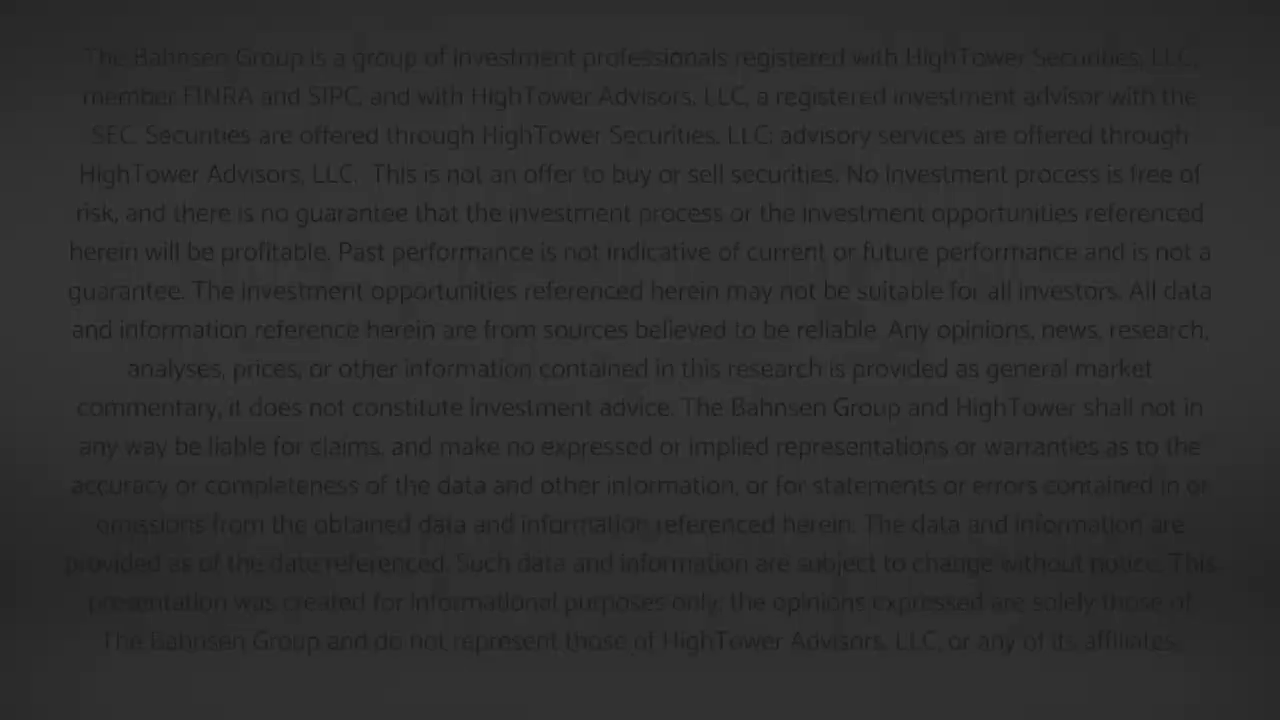 The Bahnsen Group is a group of investment professionals registered with HighTower Securities, LLC,
member FINRA and SIPC, and with HighTower Advisors, LLC, a registered investment advisor with the
SEC. Securities are offered through HighTower Securities, LLC; advisory services are offered through
HighTower Advisors, LLC. This is not an offer to buy or sell securities. No investment process is free of
risk, and there is no guarantee that the investment process or the investment opportunities referenced
herein will be profitable. Past performance is not indicative of current or future performance and is not a
guarantee. The investment opportunities referenced herein may not be suitable for all investors. All data
and information reference herein are from sources believed to be reliable. Any opinions, news, research,
analyses, prices, or other information contained in this research is provided as general market
commentary, it does not constitute investment advice. The Bahnsen Group and HighTower shall not in
any way be liable for claims, and make no expressed or implied representations or warranties as to the
accuracy or completeness of the data and other information, or for statements or errors contained in or
omissions from the obtained data and information referenced herein. The data and information are
provided as of the date referenced. Such data and information are subject to change without notice. This
presentation was created for informational purposes only; the opinions expressed are solely those of
The Bahnsen Group and do not represent those of HighTower Advisors, LLC, or any of its affiliates.